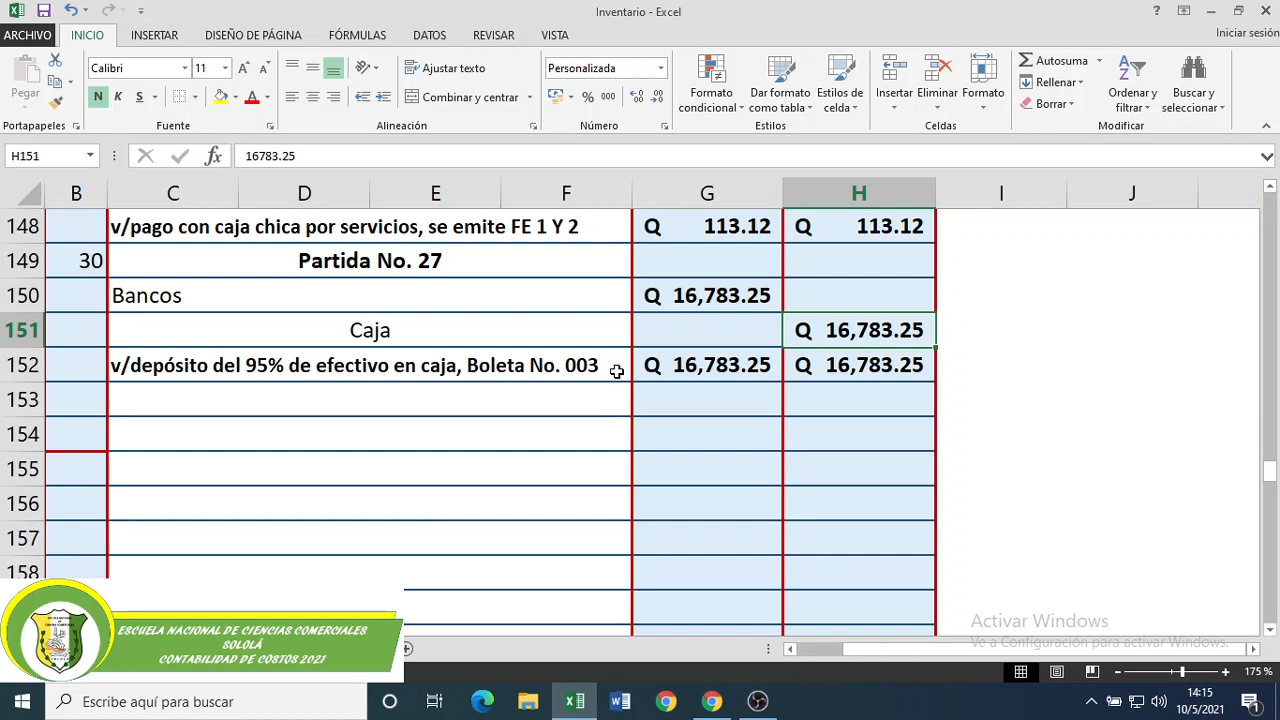 Inventario - Excel
ARCHIVO INICIO INSERTAR DISEÑO DE PÁGINA FÓRMULAS DATOS REVISAR VISTA Iniciar sesión
Pegar
Calibri 11
N K S
Ajustar texto
Combinar y centrar
Personalizada
% 000
Formato condicional
Dar formato como tabla
Estilos de celda
Insertar Eliminar Formato
Autosuma
Rellenar
Borrar
Ordenar y filtrar
Buscar y seleccionar
Portapapeles Fuente Alineación Número Estilos Celdas Modificar
H151 fx 16783.25
B C D E F G H I J
148 v/pago con caja chica por servicios, se emite FE 1 Y 2 Q 113.12 Q 113.12
149 30 Partida No. 27
150 Bancos Q 16,783.25
151 Caja Q 16,783.25
152 v/depósito del 95% de efectivo en caja, Boleta No. 003 Q 16,783.25 Q 16,783.25
153
154
155
156
157
158
ESCUELA NACIONAL DE CIENCIAS COMERCIALES
SOLOLÁ
CONTABILIDAD DE COSTOS 2021
Activar Windows
Ve a Configuración para activar Windows.
175 %
Escribe aquí para buscar
14:15
10/5/2021